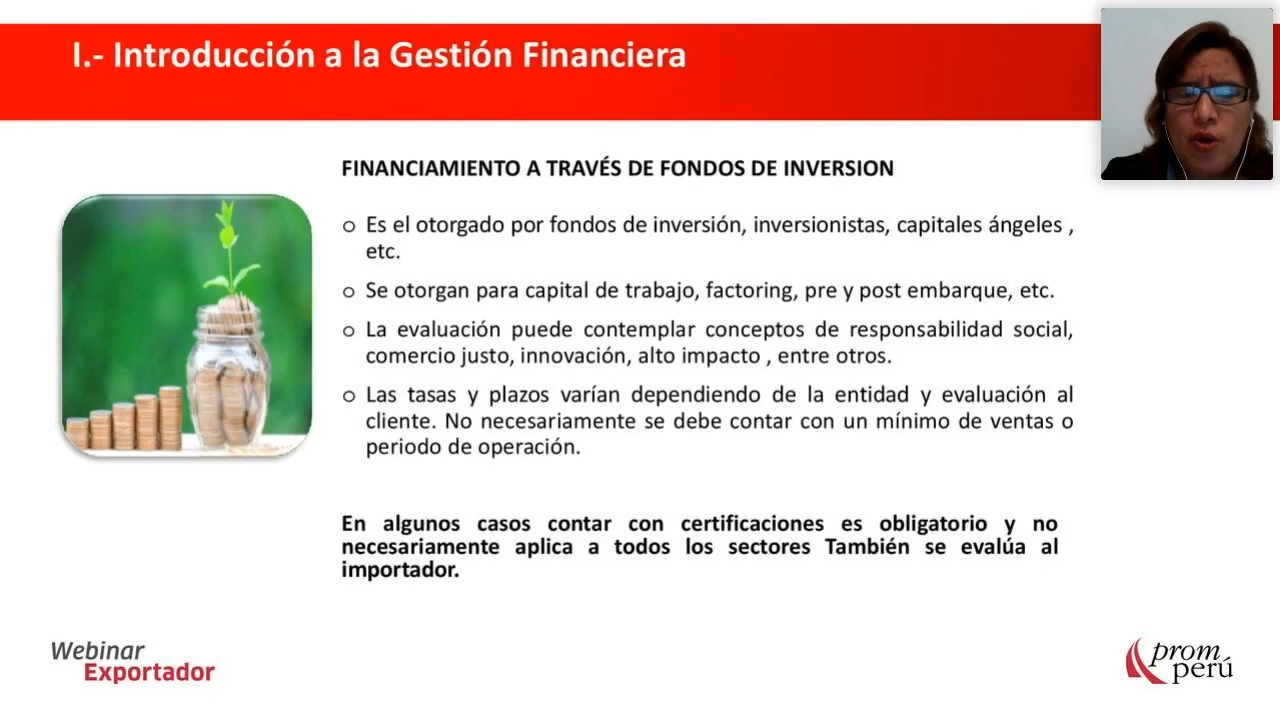 I.- Introducción a la Gestión Financiera
FINANCIAMIENTO A TRAVÉS DE FONDOS DE INVERSION
o Es el otorgado por fondos de inversión, inversionistas, capitales ángeles ,
etc.
o Se otorgan para capital de trabajo, factoring, pre y post embarque, etc.
o La evaluación puede contemplar conceptos de responsabilidad social,
comercio justo, innovación, alto impacto , entre otros.
o Las tasas y plazos varían dependiendo de la entidad y evaluación al
cliente. No necesariamente se debe contar con un mínimo de ventas o
periodo de operación.
En algunos casos contar con certificaciones es obligatorio y no
necesariamente aplica a todos los sectores También se evalúa al
importador.
Webinar
Exportador
prom
perú